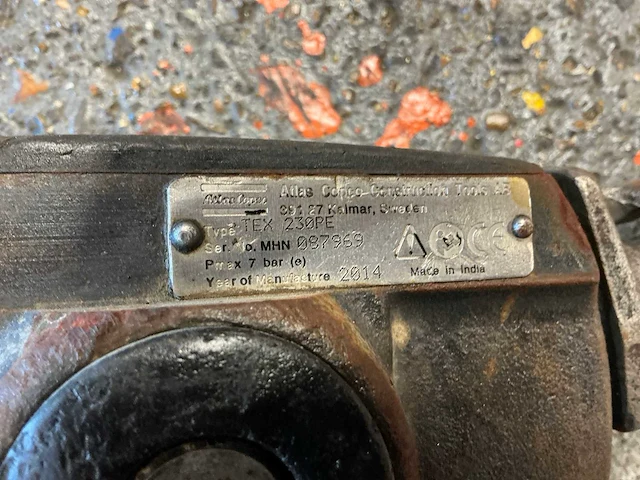 Atlas Copco
Atlas Copco Construction Tools AB
391 27 Kalmar, Sweden
Type TEX 230PE
Ser. No. MHN 087969
Pmax 7 bar (e)
Year of Manufacture 2014
CE
Made in India